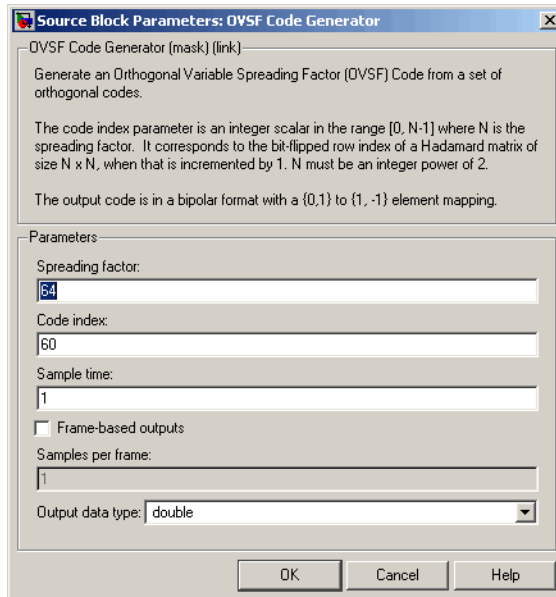 Source Block Parameters: OVSF Code Generator
OVSF Code Generator (mask) (link)
Generate an Orthogonal Variable Spreading Factor (OVSF) Code from a set of
orthogonal codes.
The code index parameter is an integer scalar in the range [0, N-1] where N is the
spreading factor. It corresponds to the bit-flipped row index of a Hadamard matrix of
size N x N, when that is incremented by 1. N must be an integer power of 2.
The output code is in a bipolar format with a {0,1} to {1, -1} element mapping.
Parameters
Spreading factor:
64
Code index:
60
Sample time:
1
Frame-based outputs
Samples per frame:
1
Output data type: double
OK Cancel Help